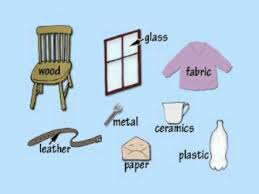 glass
wood
fabric
metal
ceramics
leather
paper
plastic